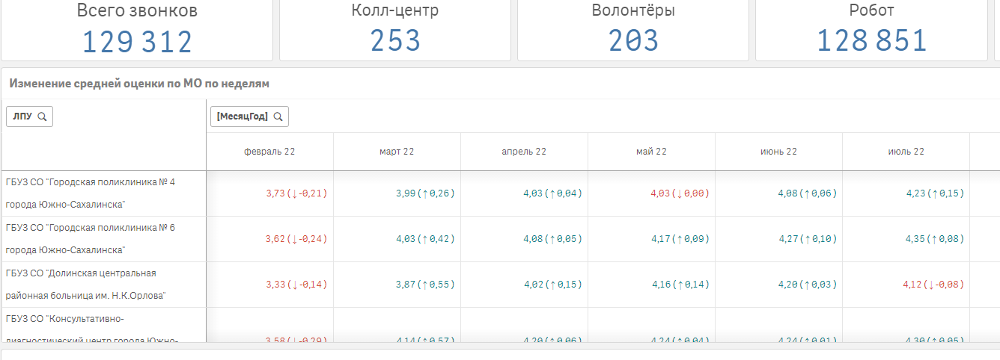 Всего звонков
129 312
Колл-центр
253
Волонтёры
203
Робот
128 851
Изменение средней оценки по МО по неделям
ЛПУ
[МесяцГод]
февраль 22
март 22
апрель 22
май 22
июнь 22
июль 22
ГБУЗ СО "Городская поликлиника № 4
города Южно-Сахалинска"
3,73 (↓-0,21)
3,99 (↑0,26)
4,03 (↑0,04)
4,03 (↓0,00)
4,08 (↑0,06)
4,23 (↑0,15)
ГБУЗ СО "Городская поликлиника № 6
города Южно-Сахалинска"
3,62 (↓-0,24)
4,03 (↑0,42)
4,08 (↑0,05)
4,17 (↑0,09)
4,27 (↑0,10)
4,35 (↑0,08)
ГБУЗ СО "Долинская центральная
районная больница им. Н.К.Орлова"
3,33 (↓-0,14)
3,87 (↑0,55)
4,02 (↑0,15)
4,16 (↑0,14)
4,20 (↑0,03)
4,12 (↓-0,08)
ГБУЗ СО "Консультативно-
диагностический центр города Южно-
3,58 (↓-0,29)
4,14 (↑0,57)
4,20 (↑0,06)
4,24 (↑0,04)
4,24 (↑0,01)
4,30 (↑0,05)